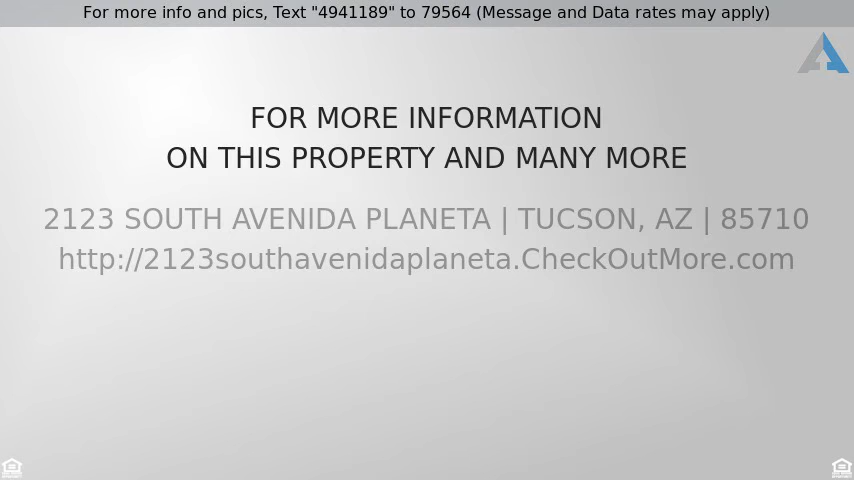 For more info and pics, Text "4941189" to 79564 (Message and Data rates may apply)
FOR MORE INFORMATION
ON THIS PROPERTY AND MANY MORE
2123 SOUTH AVENIDA PLANETA | TUCSON, AZ | 85710
http://2123southavenidaplaneta.CheckOutMore.com